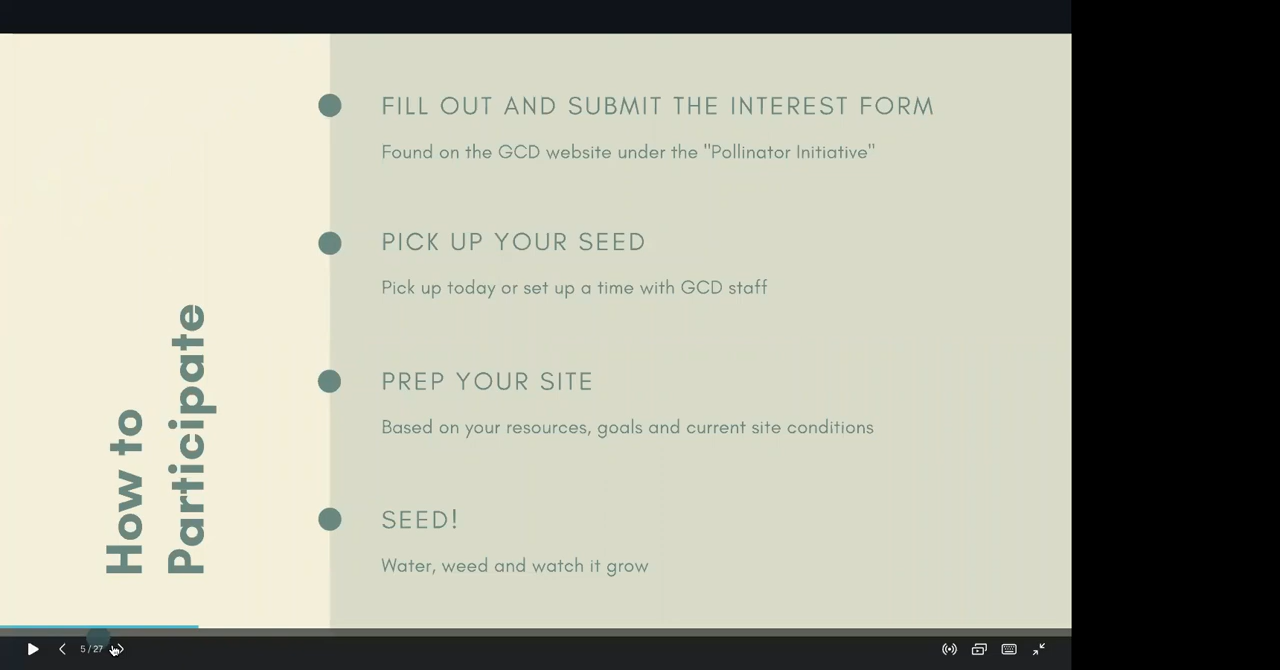 How to
Participate
FILL OUT AND SUBMIT THE INTEREST FORM
Found on the GCD website under the "Pollinator Initiative"
PICK UP YOUR SEED
Pick up today or set up a time with GCD staff
PREP YOUR SITE
Based on your resources, goals and current site conditions
SEED!
Water, weed and watch it grow
5 / 27